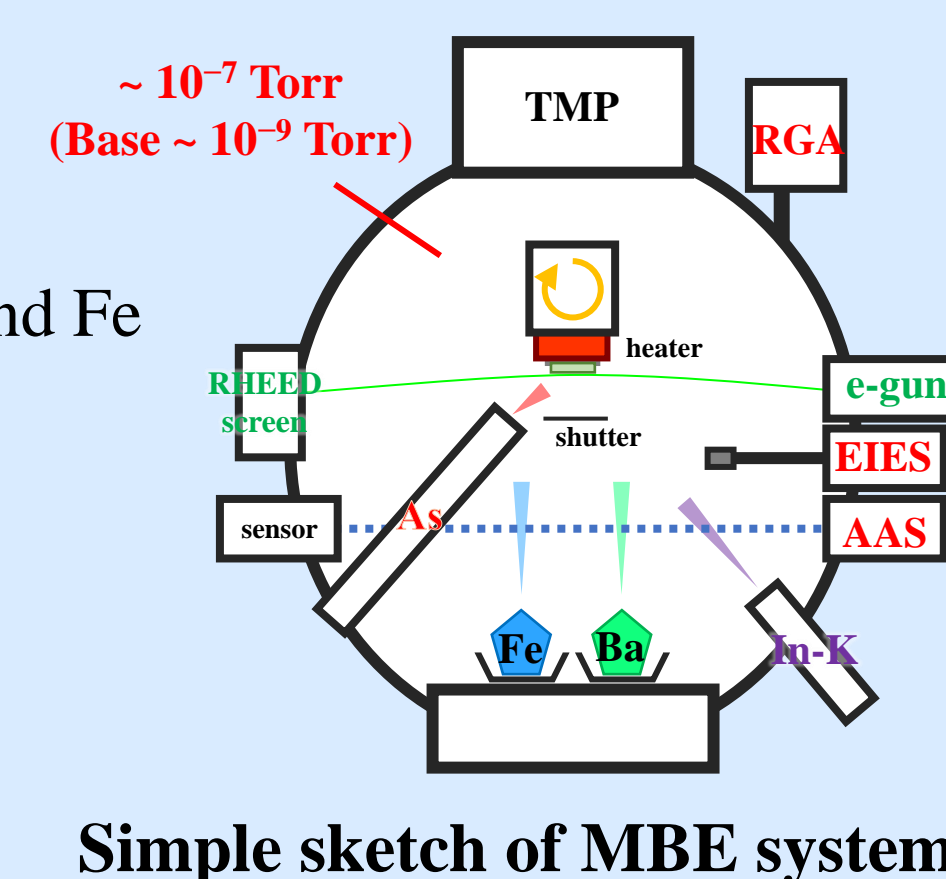 ~ 10⁻⁷ Torr
(Base ~ 10⁻⁹ Torr)
TMP
RGA
nd Fe
heater
RHEED
screen
e-gun
shutter
EIES
sensor
As
AAS
Fe
Ba
In-K
Simple sketch of MBE system